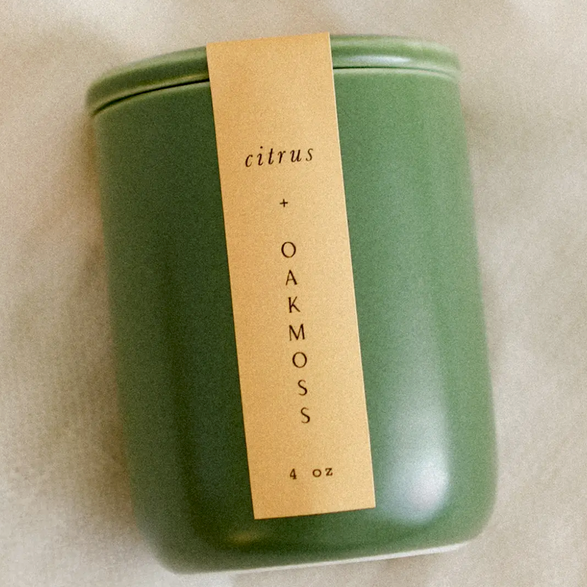 citrus
+
OAKMOSS
4 oz